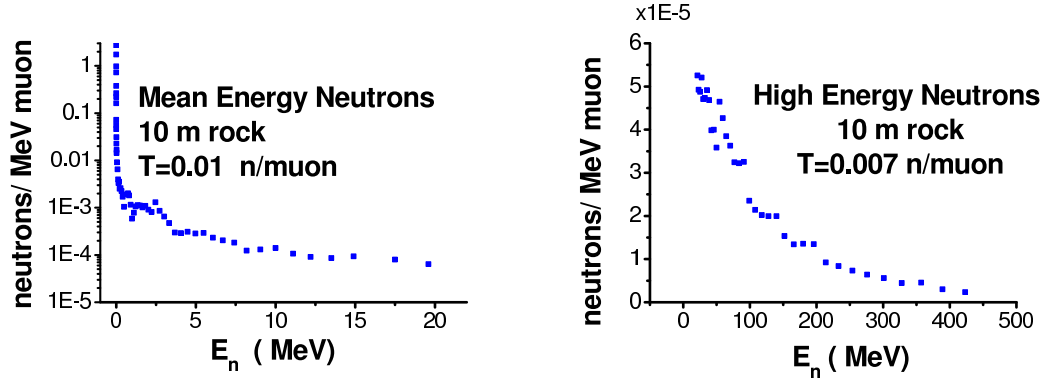 neutrons/ MeV muon
1
0.1
0.01
1E-3
1E-4
1E-5
Mean Energy Neutrons
10 m rock
T=0.01 n/muon
0 5 10 15 20
E_n ( MeV)
x1E-5
neutrons/ MeV muon
6
5
4
3
2
1
0
High Energy Neutrons
10 m rock
T=0.007 n/muon
0 100 200 300 400 500
E_n ( MeV)